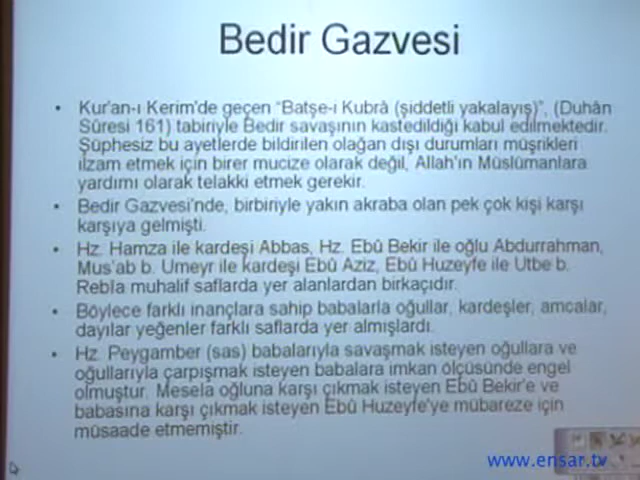 Bedir Gazvesi
• Kur'an-ı Kerim'de geçen "Batşe-i Kubrâ (şiddetli yakalayış)", (Duhân
Sûresi 161) tabiriyle Bedir savaşının kastedildiği kabul edilmektedir.
Şüphesiz bu ayetlerde bildirilen olağan dışı durumları müşrikleri
ilzam etmek için birer mucize olarak değil, Allah'ın Müslümanlara
yardımı olarak telakki etmek gerekir.
• Bedir Gazvesi'nde, birbiriyle yakın akraba olan pek çok kişi karşı
karşıya gelmişti.
• Hz. Hamza ile kardeşi Abbas, Hz. Ebû Bekir ile oğlu Abdurrahman,
Mus'ab b. Umeyr ile kardeşi Ebû Aziz, Ebû Huzeyfe ile Utbe b.
Rebîa muhalif saflarda yer alanlardan birkaçıdır.
• Böylece farklı inançlara sahip babalarla oğullar, kardeşler, amcalar,
dayılar yeğenler farklı saflarda yer almışlardı.
• Hz. Peygamber (sas) babalarıyla savaşmak isteyen oğullara ve
oğullarıyla çarpışmak isteyen babalara imkan ölçüsünde engel
olmuştur. Mesela oğluna karşı çıkmak isteyen Ebû Bekir'e ve
babasına karşı çıkmak isteyen Ebû Huzeyfe'ye mübareze için
müsaade etmemiştir.
www.ensar.tv